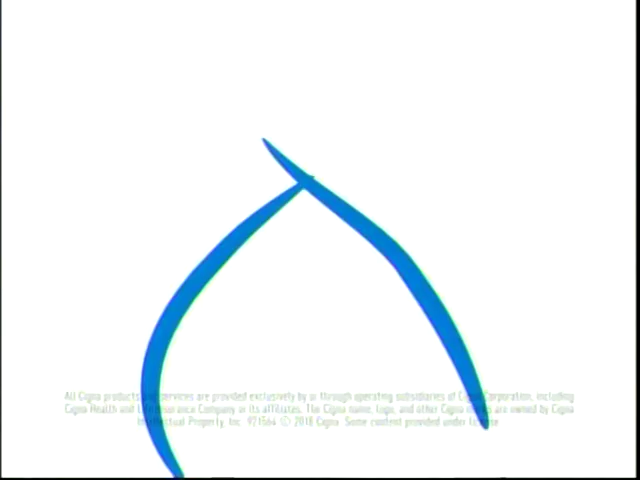 All Cigna products and services are provided exclusively by or through operating subsidiaries of Cigna Corporation, including
Cigna Health and Life Insurance Company or its affiliates. The Cigna name, logo, and other Cigna marks are owned by Cigna
Intellectual Property, Inc. 921564 © 2018 Cigna. Some content provided under license